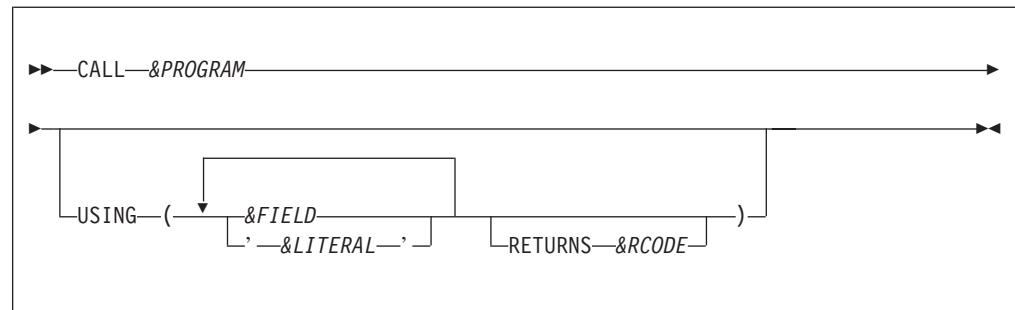 CALL &PROGRAM
USING ( &FIELD
' &LITERAL ' RETURNS &RCODE )